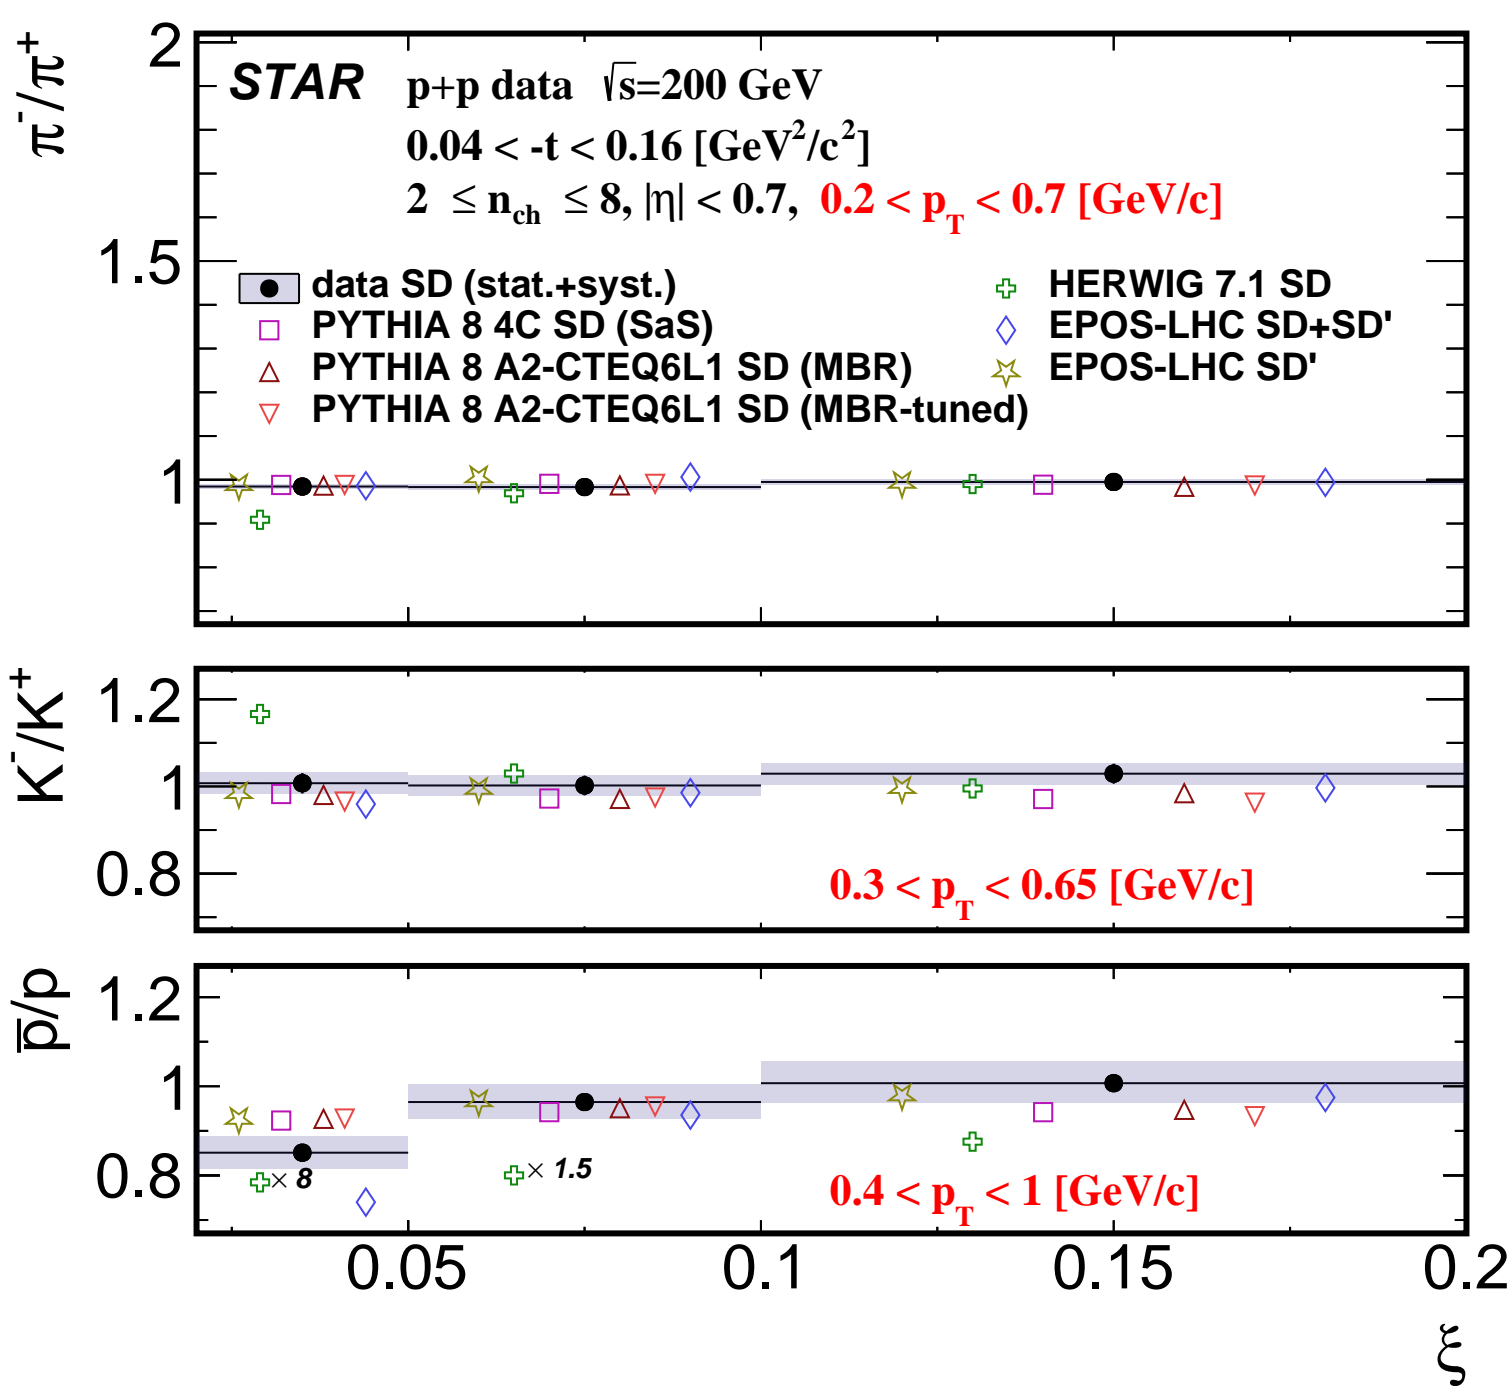 π⁻/π⁺
2
1.5
1
STAR p+p data √s=200 GeV
0.04 < -t < 0.16 [GeV²/c²]
2 ≤ n_ch ≤ 8, |η| < 0.7, 0.2 < p_T < 0.7 [GeV/c]
data SD (stat.+syst.)
PYTHIA 8 4C SD (SaS)
PYTHIA 8 A2-CTEQ6L1 SD (MBR)
PYTHIA 8 A2-CTEQ6L1 SD (MBR-tuned)
HERWIG 7.1 SD
EPOS-LHC SD+SD'
EPOS-LHC SD'
K⁻/K⁺
1.2
1
0.8
0.3 < p_T < 0.65 [GeV/c]
p̅/p
1.2
1
0.8
× 8
× 1.5
0.4 < p_T < 1 [GeV/c]
0.05 0.1 0.15 0.2
ξ